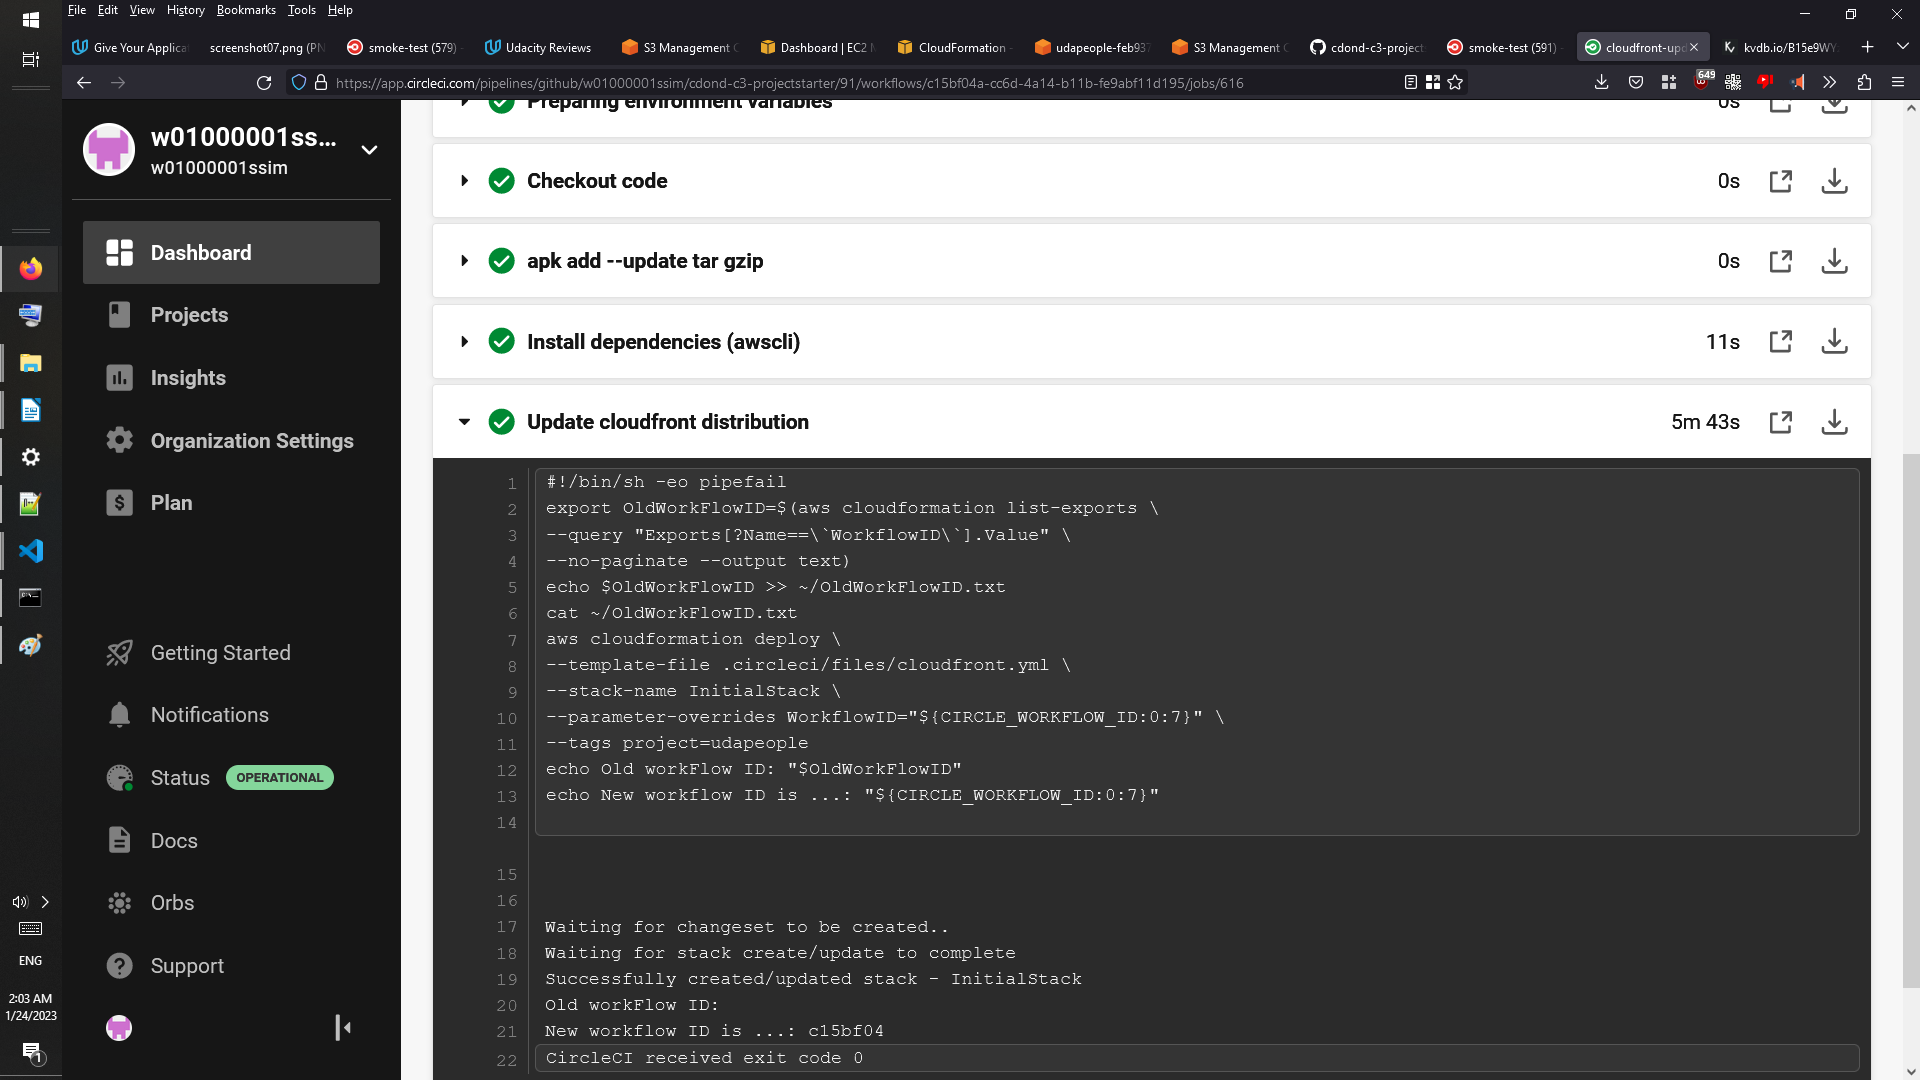 File Edit View History Bookmarks Tools Help
Give Your Applica
screenshot07.png (PN
smoke-test (579) -
Udacity Reviews
S3 Management C
Dashboard | EC2 M
CloudFormation -
udapeople-feb937
S3 Management C
cdond-c3-project
smoke-test (591) -
cloudfront-upd
kvdb.io/B15e9WY
https://app.circleci.com/pipelines/github/w01000001ssim/cdond-c3-projectstarter/91/workflows/c15bf04a-cc6d-4a14-b11b-fe9abf11d195/jobs/616
649
w01000001ss...
w01000001ssim
Dashboard
Projects
Insights
Organization Settings
Plan
Getting Started
Notifications
Status OPERATIONAL
Docs
Orbs
Support
ENG
2:03 AM
1/24/2023
1
Preparing environment variables 0s
Checkout code 0s
apk add --update tar gzip 0s
Install dependencies (awscli) 11s
Update cloudfront distribution 5m 43s
1 #!/bin/sh -eo pipefail
2 export OldWorkFlowID=$(aws cloudformation list-exports \
3 --query "Exports[?Name==\`WorkflowID\`].Value" \
4 --no-paginate --output text)
5 echo $OldWorkFlowID >> ~/OldWorkFlowID.txt
6 cat ~/OldWorkFlowID.txt
7 aws cloudformation deploy \
8 --template-file .circleci/files/cloudfront.yml \
9 --stack-name InitialStack \
10 --parameter-overrides WorkflowID="${CIRCLE_WORKFLOW_ID:0:7}" \
11 --tags project=udapeople
12 echo Old workFlow ID: "$OldWorkFlowID"
13 echo New workflow ID is ...: "${CIRCLE_WORKFLOW_ID:0:7}"
14
15
16
17 Waiting for changeset to be created..
18 Waiting for stack create/update to complete
19 Successfully created/updated stack - InitialStack
20 Old workFlow ID:
21 New workflow ID is ...: c15bf04
22 CircleCI received exit code 0